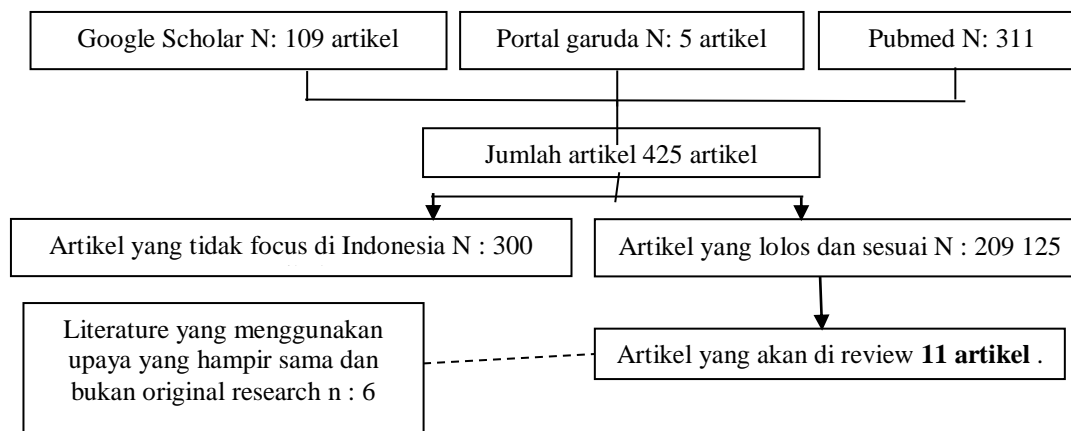 Google Scholar N: 109 artikel
Portal garuda N: 5 artikel
Pubmed N: 311
Jumlah artikel 425 artikel
Artikel yang tidak focus di Indonesia N : 300
Artikel yang lolos dan sesuai N : 209 125
Literature yang menggunakan
upaya yang hampir sama dan
bukan original research n : 6
Artikel yang akan di review 11 artikel .